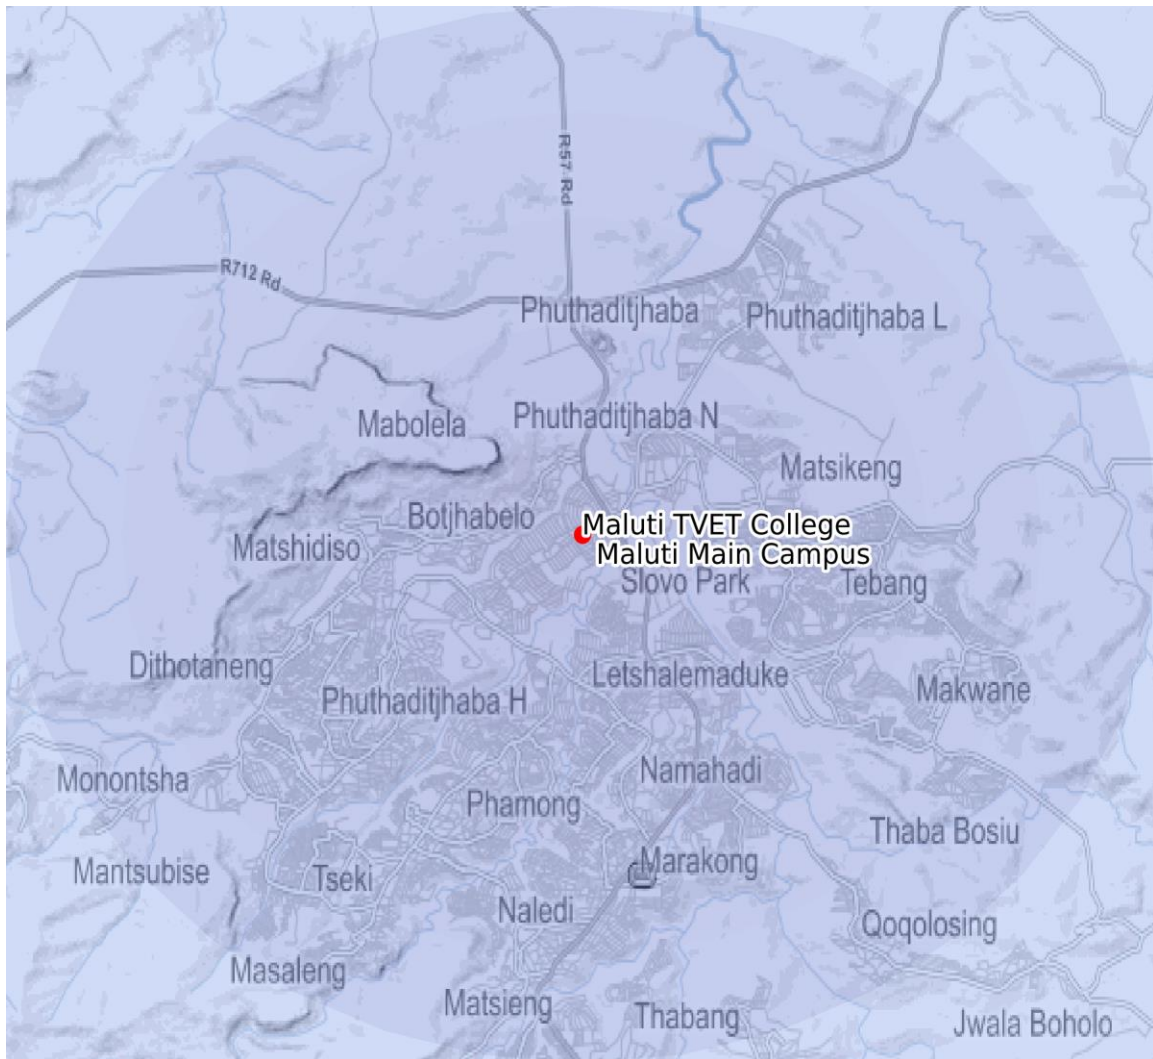 R57 Rd
R712 Rd
Phuthaditjhaba
Phuthaditjhaba L
Mabolela
Phuthaditjhaba N
Matsikeng
Botjhabelo
Maluti TVET College
Matshidiso
Maluti Main Campus
Slovo Park
Tebang
Dithotaneng
Letshalemaduke
Phuthaditjhaba H
Makwane
Monontsha
Namahadi
Phamong
Thaba Bosiu
Mantsubise
Tseki
Marakong
Naledi
Qoqolosing
Masaleng
Matsieng
Thabang
Jwala Boholo